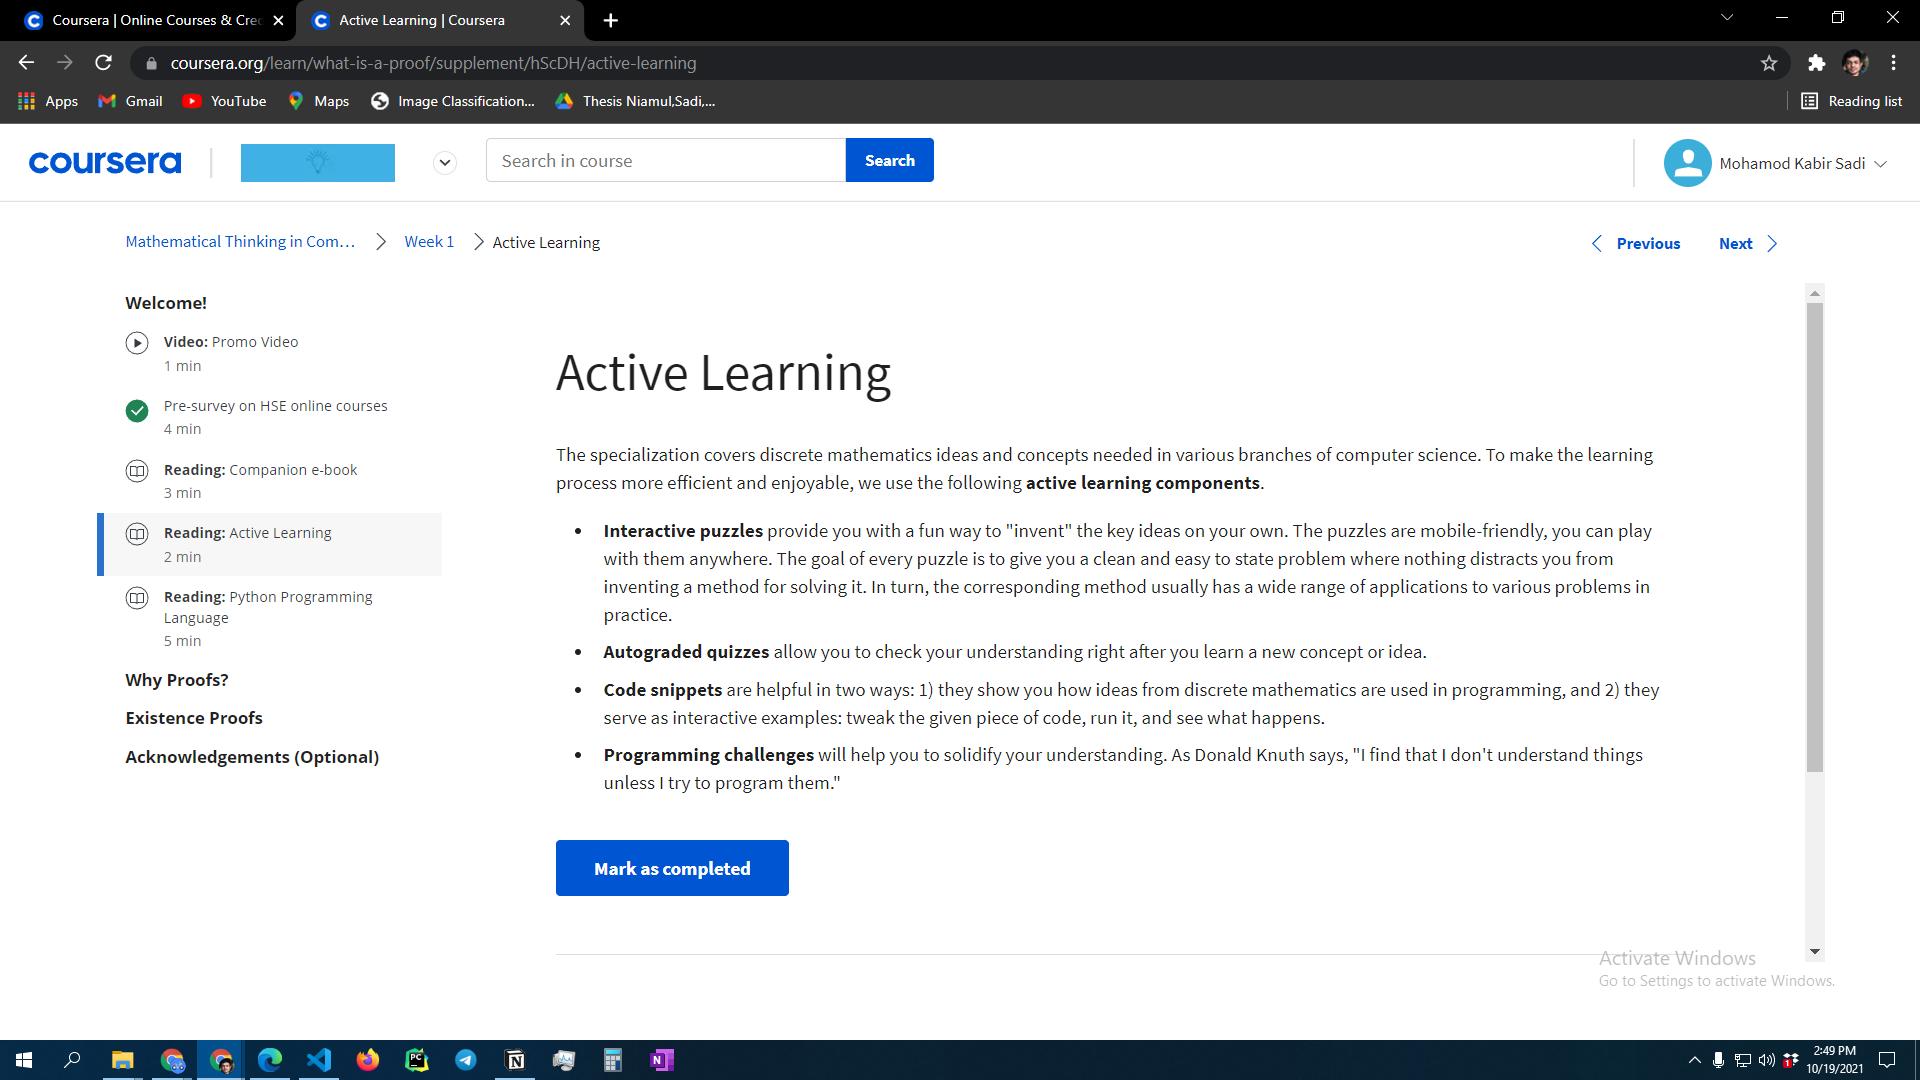 Coursera | Online Courses & Cre
Active Learning | Coursera
coursera.org/learn/what-is-a-proof/supplement/hScDH/active-learning
Apps
Gmail
YouTube
Maps
Image Classification...
Thesis Niamul,Sadi,...
Reading list
coursera
Search in course
Search
Mohamod Kabir Sadi
Mathematical Thinking in Com...
Week 1
Active Learning
Previous
Next
Welcome!
Video: Promo Video
1 min
Pre-survey on HSE online courses
4 min
Reading: Companion e-book
3 min
Reading: Active Learning
2 min
Reading: Python Programming
Language
5 min
Why Proofs?
Existence Proofs
Acknowledgements (Optional)
Active Learning
The specialization covers discrete mathematics ideas and concepts needed in various branches of computer science. To make the learning
process more efficient and enjoyable, we use the following active learning components.
• Interactive puzzles provide you with a fun way to "invent" the key ideas on your own. The puzzles are mobile-friendly, you can play
with them anywhere. The goal of every puzzle is to give you a clean and easy to state problem where nothing distracts you from
inventing a method for solving it. In turn, the corresponding method usually has a wide range of applications to various problems in
practice.
• Autograded quizzes allow you to check your understanding right after you learn a new concept or idea.
• Code snippets are helpful in two ways: 1) they show you how ideas from discrete mathematics are used in programming, and 2) they
serve as interactive examples: tweak the given piece of code, run it, and see what happens.
• Programming challenges will help you to solidify your understanding. As Donald Knuth says, "I find that I don't understand things
unless I try to program them."
Mark as completed
Activate Windows
Go to Settings to activate Windows.
2:49 PM
10/19/2021